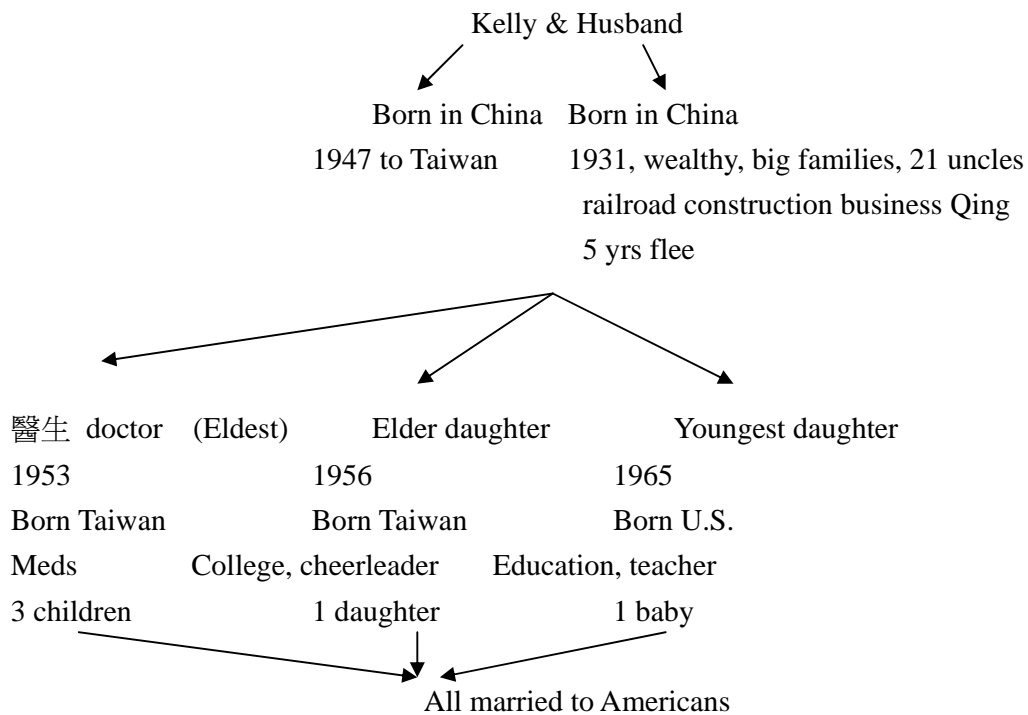 Kelly & Husband
Born in China Born in China
1947 to Taiwan 1931, wealthy, big families, 21 uncles
railroad construction business Qing
5 yrs flee
醫生 doctor (Eldest) Elder daughter Youngest daughter
1953 1956 1965
Born Taiwan Born Taiwan Born U.S.
Meds College, cheerleader Education, teacher
3 children 1 daughter 1 baby
All married to Americans